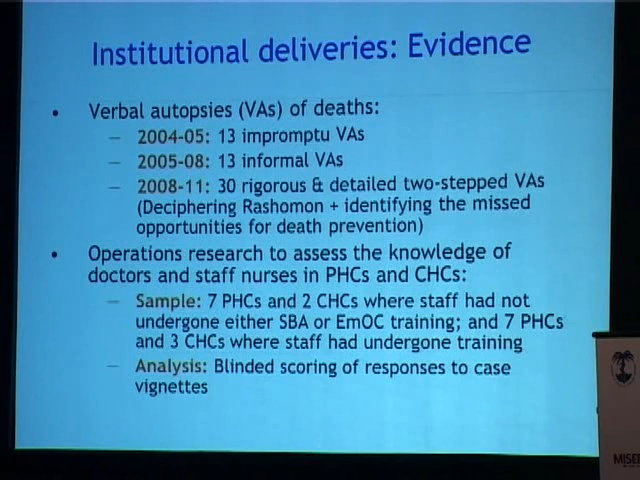 Institutional deliveries: Evidence
• Verbal autopsies (VAs) of deaths:
– 2004-05: 13 impromptu VAs
– 2005-08: 13 informal VAs
– 2008-11: 30 rigorous & detailed two-stepped VAs
(Deciphering Rashomon + identifying the missed
opportunities for death prevention)
• Operations research to assess the knowledge of
doctors and staff nurses in PHCs and CHCs:
– Sample: 7 PHCs and 2 CHCs where staff had not
undergone either SBA or EmOC training; and 7 PHCs
and 3 CHCs where staff had undergone training
– Analysis: Blinded scoring of responses to case
vignettes